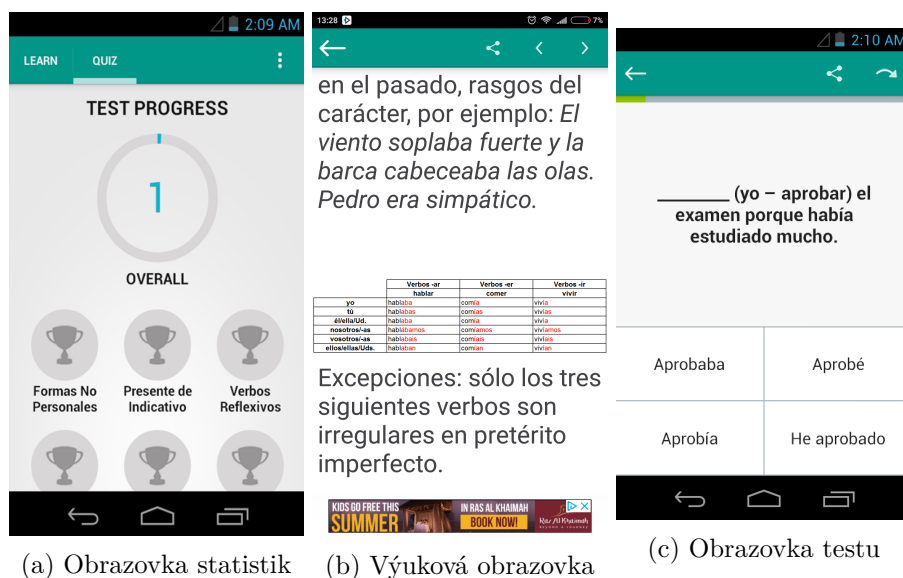 2:09 AM
LEARN QUIZ
TEST PROGRESS
1
OVERALL
Formas No Personales
Presente de Indicativo
Verbos Reflexivos
(a) Obrazovka statistik
13:28 7%
en el pasado, rasgos del
carácter, por ejemplo: El
viento soplaba fuerte y la
barca cabeceaba las olas.
Pedro era simpático.
Verbos -ar Verbos -er Verbos -ir
hablar comer vivir
yo hablaba comía vivía
tú hablabas comías vivías
él/ella/Ud. hablaba comía vivía
nosotros/-as hablábamos comíamos vivíamos
vosotros/-as hablabais comíais vivíais
ellos/ellas/Uds. hablaban comían vivían
Excepciones: sólo los tres
siguientes verbos son
irregulares en pretérito
imperfecto.
KIDS GO FREE THIS
SUMMER
IN RAS AL KHAIMAH
BOOK NOW!
Ras Al Khaimah
(b) Výuková obrazovka
2:10 AM
_______ (yo – aprobar) el
examen porque había
estudiado mucho.
Aprobaba Aprobé
Aprobía He aprobado
(c) Obrazovka testu